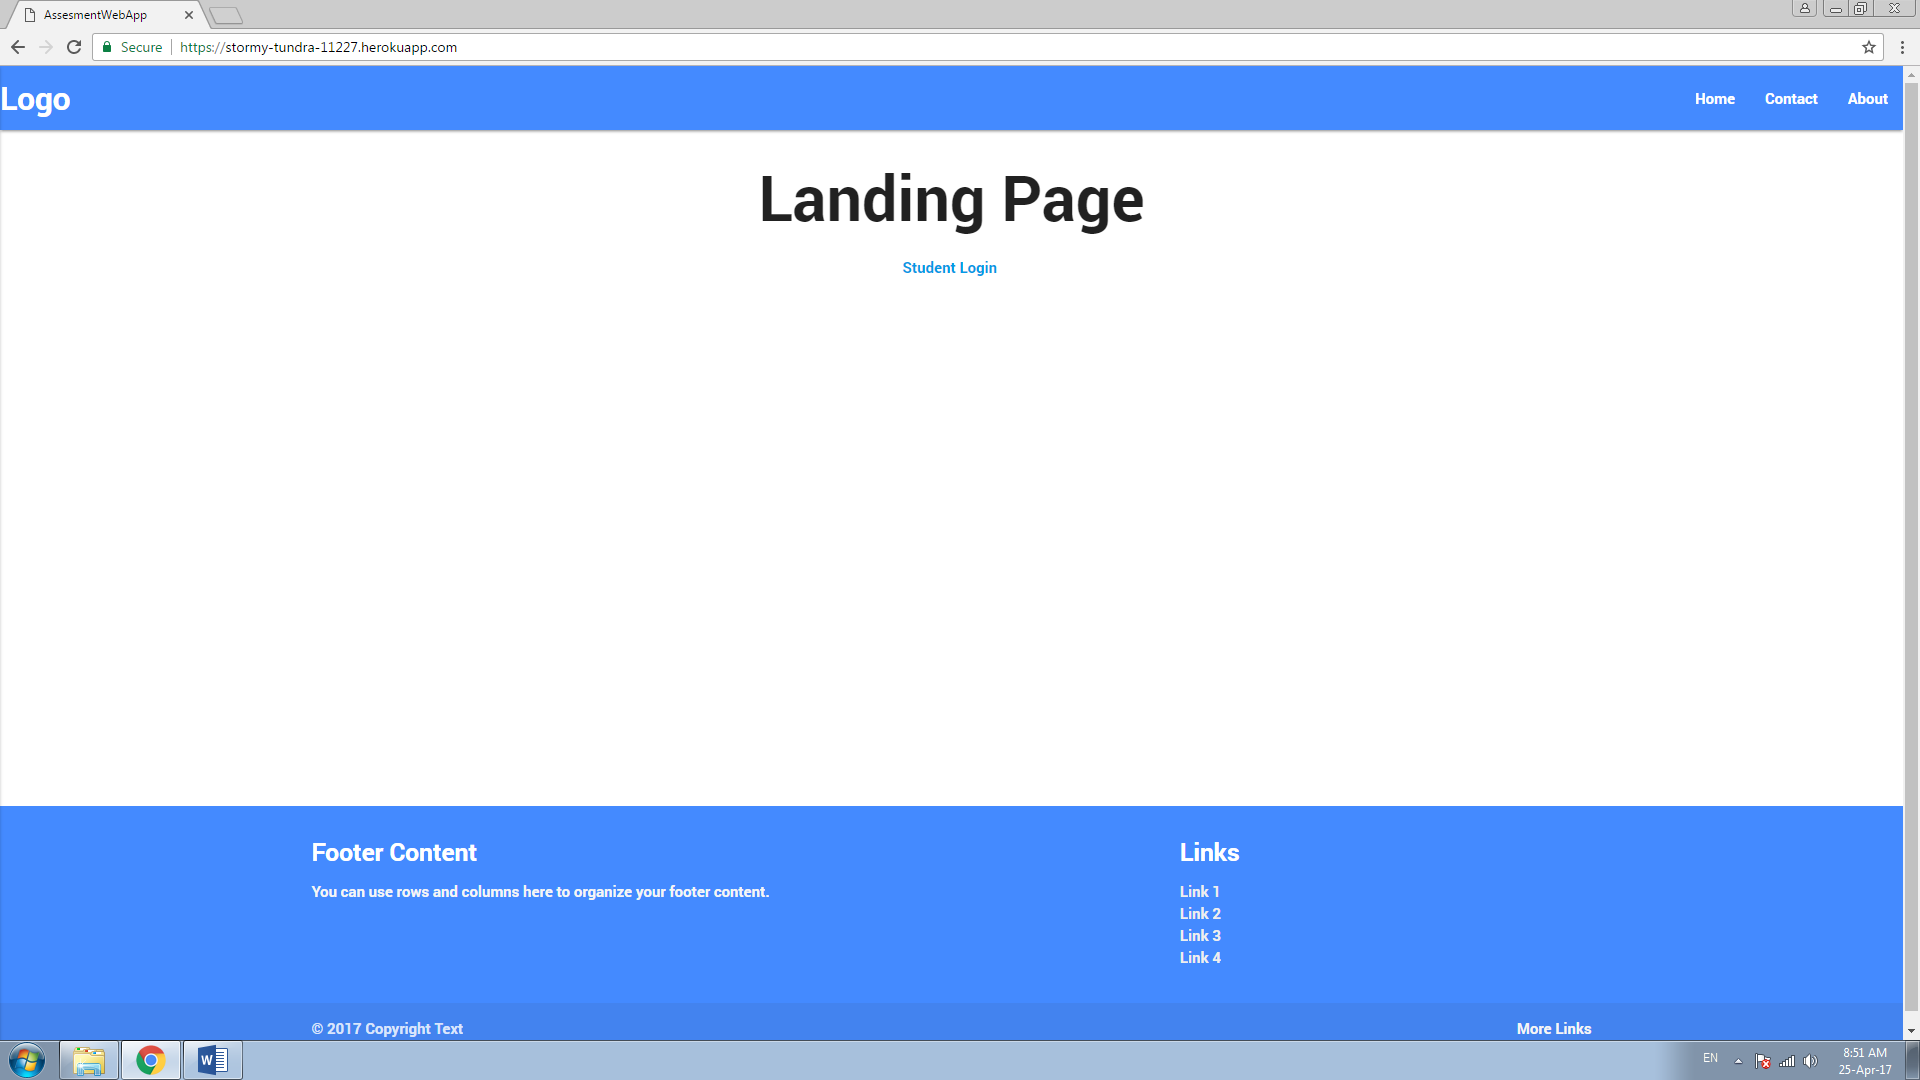 AssesmentWebApp
Secure https://stormy-tundra-11227.herokuapp.com
Logo Home Contact About
Landing Page
Student Login
Footer Content
You can use rows and columns here to organize your footer content.
Links
Link 1
Link 2
Link 3
Link 4
© 2017 Copyright Text More Links
EN 8:51 AM
25-Apr-17